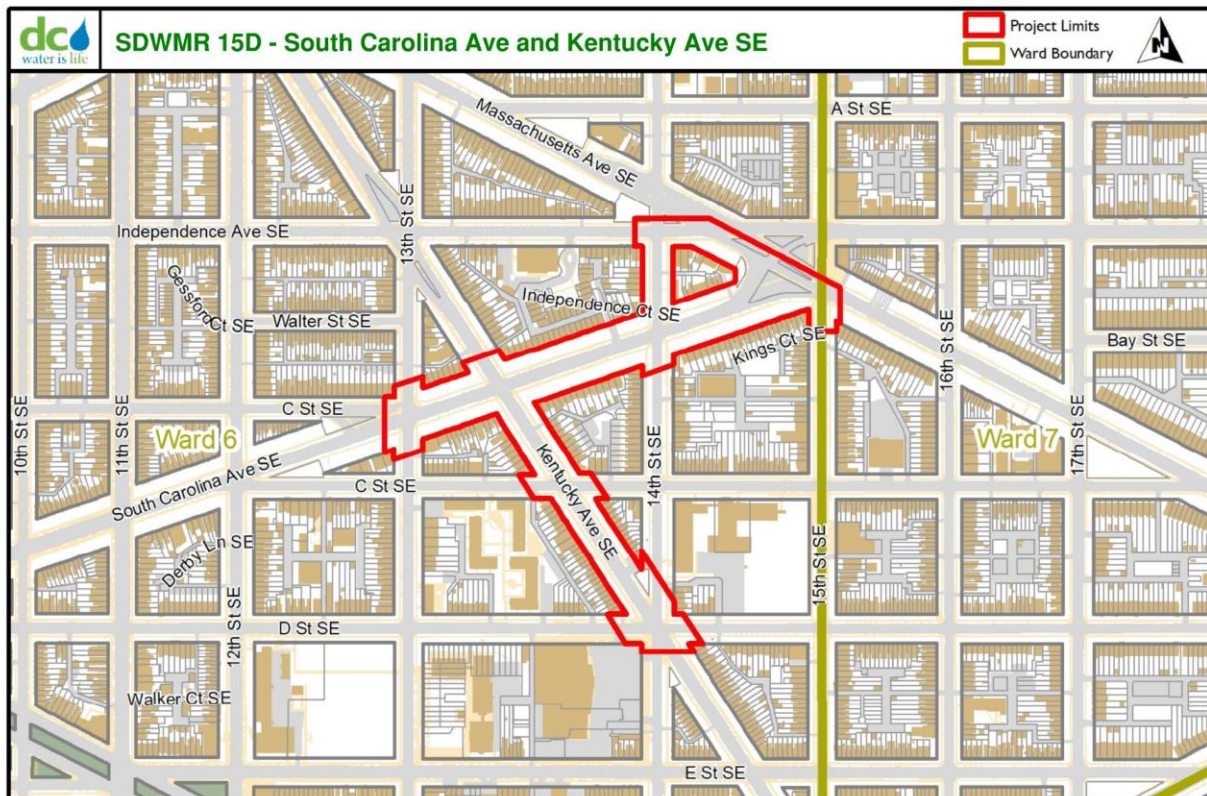 dc
water is life
SDWMR 15D - South Carolina Ave and Kentucky Ave SE
Project Limits
Ward Boundary
N
Massachusetts Ave SE
A St SE
13th St SE
Independence Ave SE
Gessford
Ct SE
Independence Ct SE
Walter St SE
Kings Ct SE
Bay St SE
16th St SE
10th St SE
11th St SE
C St SE
Ward 6
Ward 7
17th St SE
14th St SE
Kentucky Ave SE
South Carolina Ave SE
C St SE
Derby Ln SE
15th St SE
12th St SE
D St SE
Walker Ct SE
E St SE